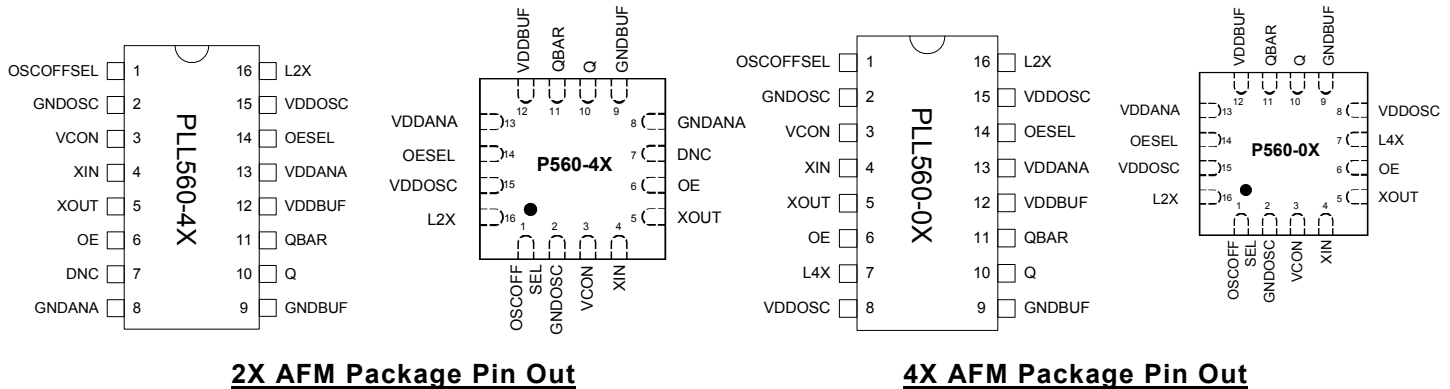 OSCOFFSEL 1
GNDOSC 2
VCON 3
XIN 4
XOUT 5
OE 6
DNC 7
GNDANA 8
16 L2X
15 VDDOSC
14 OESEL
13 VDDANA
12 VDDBUF
11 QBAR
10 Q
9 GNDBUF
PLL560-4X
VDDBUF
QBAR
Q
GNDBUF
12 11 10 9
VDDANA 13
OESEL 14
VDDOSC 15
L2X 16
8 GNDANA
7 DNC
6 OE
5 XOUT
P560-4X
1 2 3 4
OSCOFF
SEL
GNDOSC
VCON
XIN
2X AFM Package Pin Out
OSCOFFSEL 1
GNDOSC 2
VCON 3
XIN 4
XOUT 5
OE 6
L4X 7
VDDOSC 8
16 L2X
15 VDDOSC
14 OESEL
13 VDDANA
12 VDDBUF
11 QBAR
10 Q
9 GNDBUF
PLL560-0X
VDDBUF
QBAR
Q
GNDBUF
12 11 10 9
VDDANA 13
OESEL 14
VDDOSC 15
L2X 16
8 VDDOSC
7 L4X
6 OE
5 XOUT
P560-0X
1 2 3 4
OSCOFF
SEL
GNDOSC
VCON
XIN
4X AFM Package Pin Out